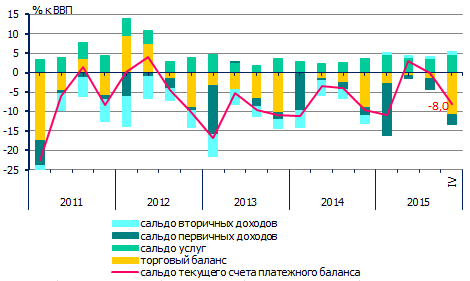 % к ВВП
15
10
5
0
-5
-10
-15
-20
-25
-8,0
IV
2011 2012 2013 2014 2015
сальдо вторичных доходов
сальдо первичных доходов
сальдо услуг
торговый баланс
сальдо текущего счета платежного баланса